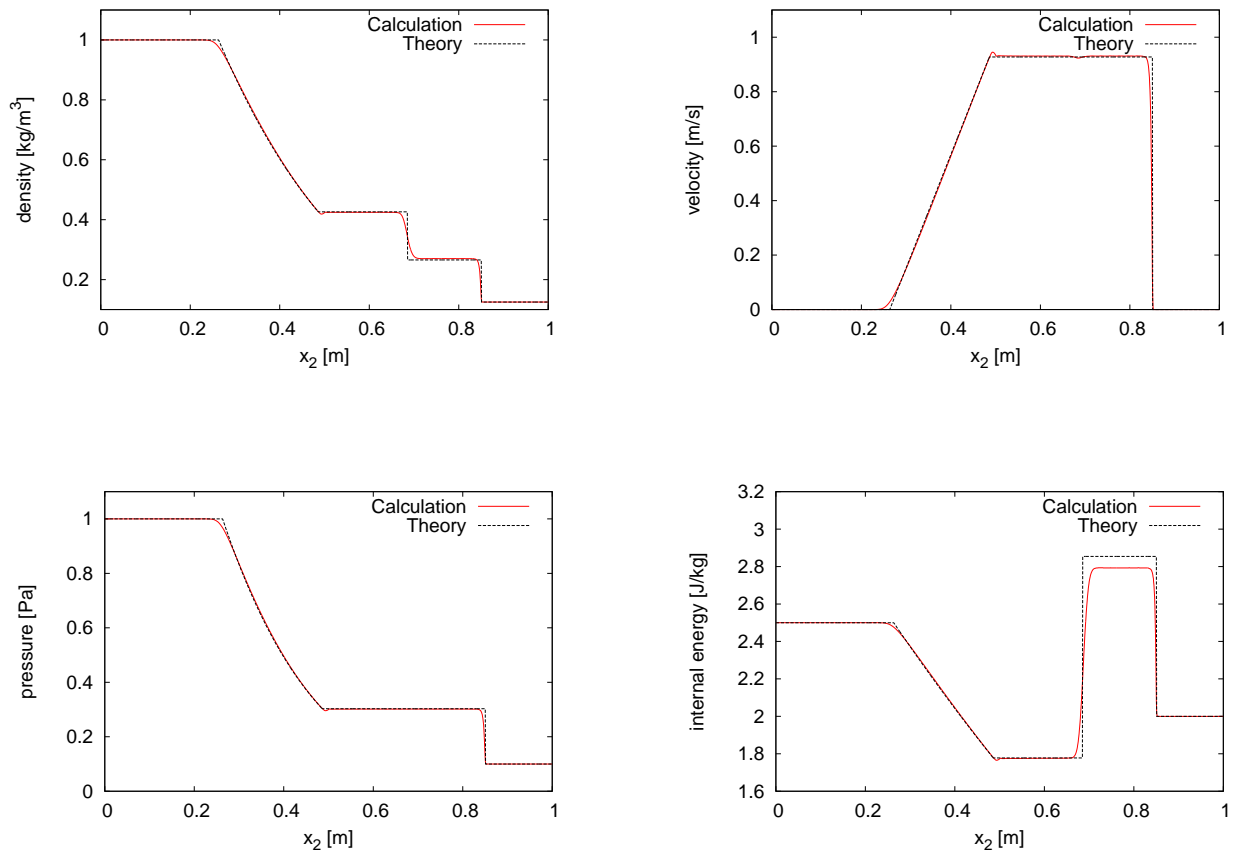 Calculation
Theory
density [kg/m³]
1
0.8
0.6
0.4
0.2
0 0.2 0.4 0.6 0.8 1
x₂ [m]
Calculation
Theory
velocity [m/s]
1
0.8
0.6
0.4
0.2
0
0 0.2 0.4 0.6 0.8 1
x₂ [m]
Calculation
Theory
pressure [Pa]
1
0.8
0.6
0.4
0.2
0
0 0.2 0.4 0.6 0.8 1
x₂ [m]
Calculation
Theory
internal energy [J/kg]
3.2
3
2.8
2.6
2.4
2.2
2
1.8
1.6
0 0.2 0.4 0.6 0.8 1
x₂ [m]